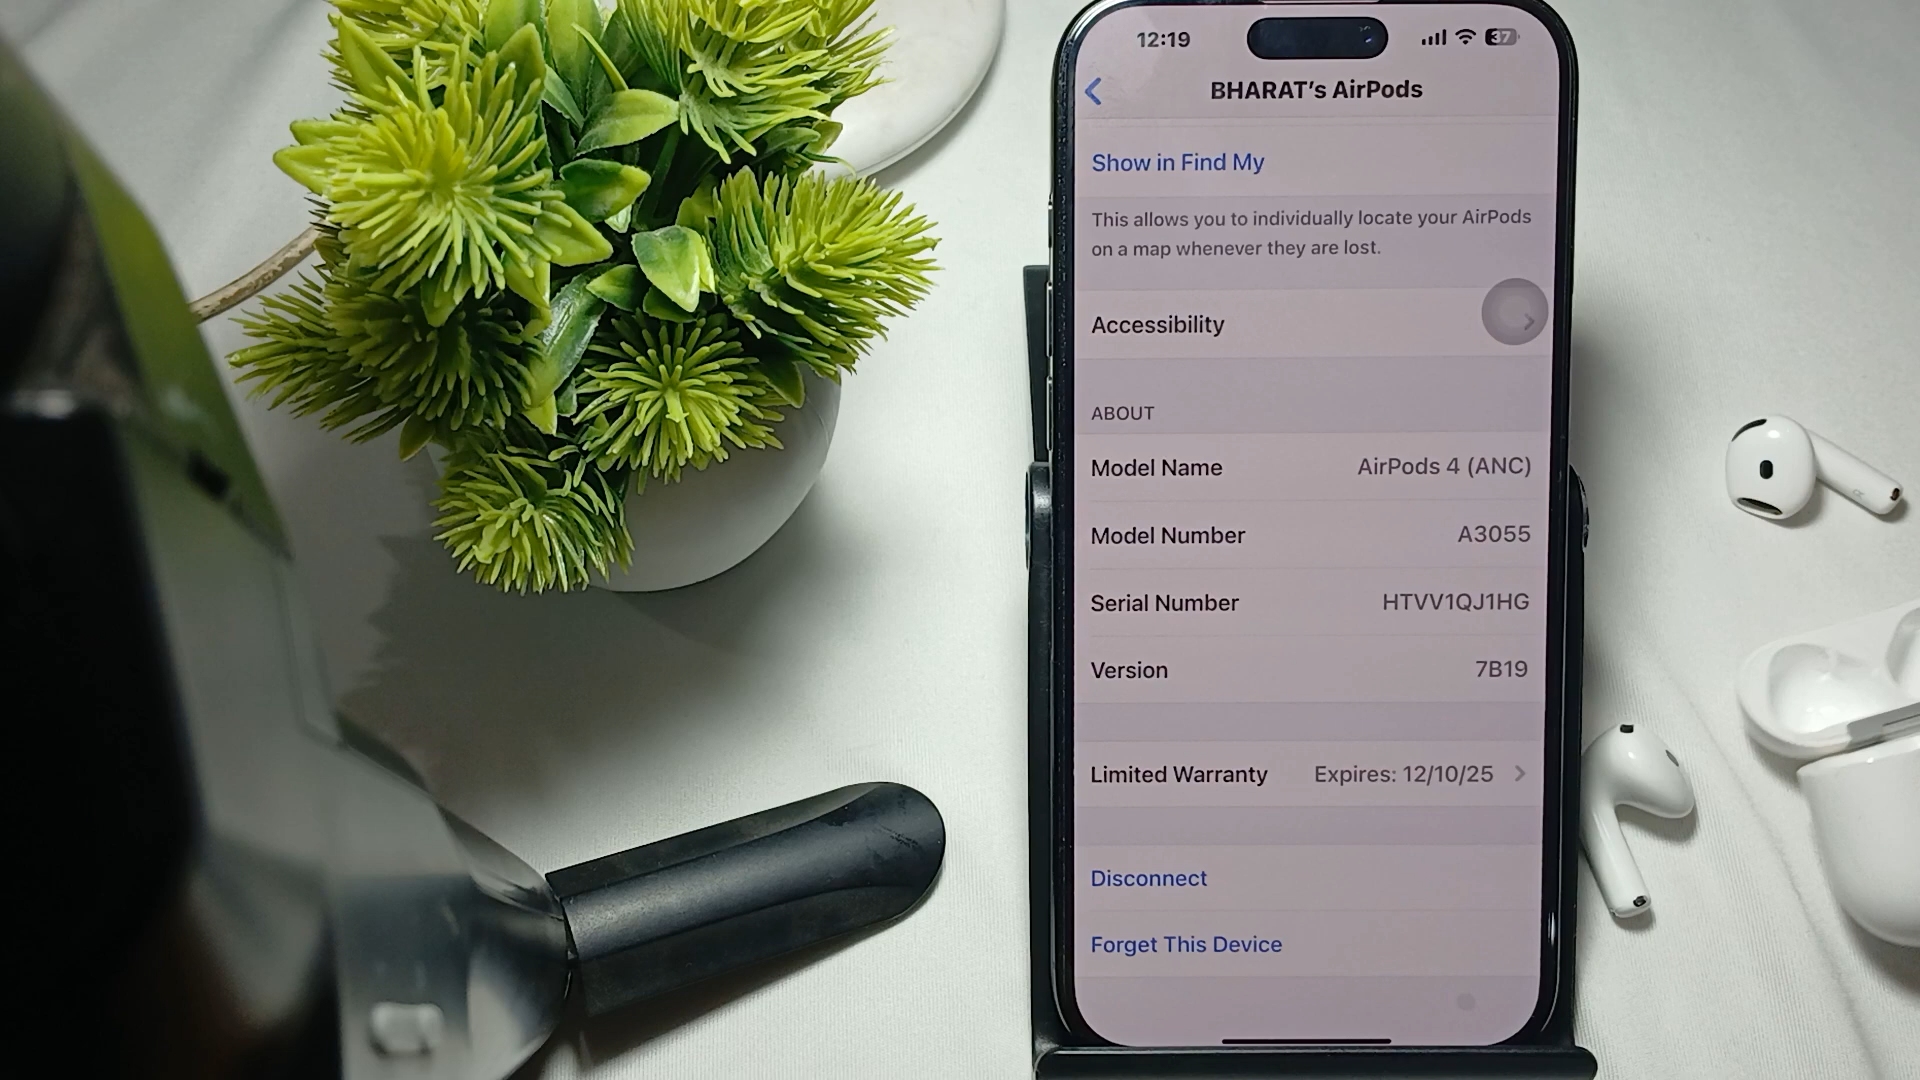 12:19
37
BHARAT's AirPods
Show in Find My
This allows you to individually locate your AirPods
on a map whenever they are lost.
Accessibility
ABOUT
Model Name AirPods 4 (ANC)
Model Number A3055
Serial Number HTVV1QJ1HG
Version 7B19
Limited Warranty Expires: 12/10/25
Disconnect
Forget This Device